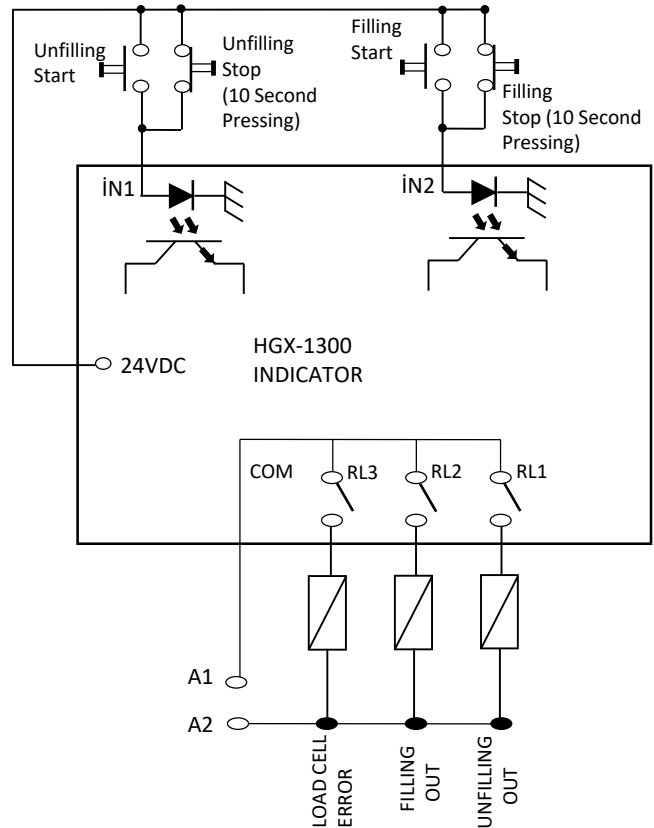 Unfilling
Start
Unfilling
Stop
(10 Second
Pressing)
Filling
Start
Filling
Stop (10 Second
Pressing)
İN1
İN2
24VDC
HGX-1300
INDICATOR
COM
RL3
RL2
RL1
A1
A2
LOAD CELL
ERROR
FILLING
OUT
UNFILLING
OUT